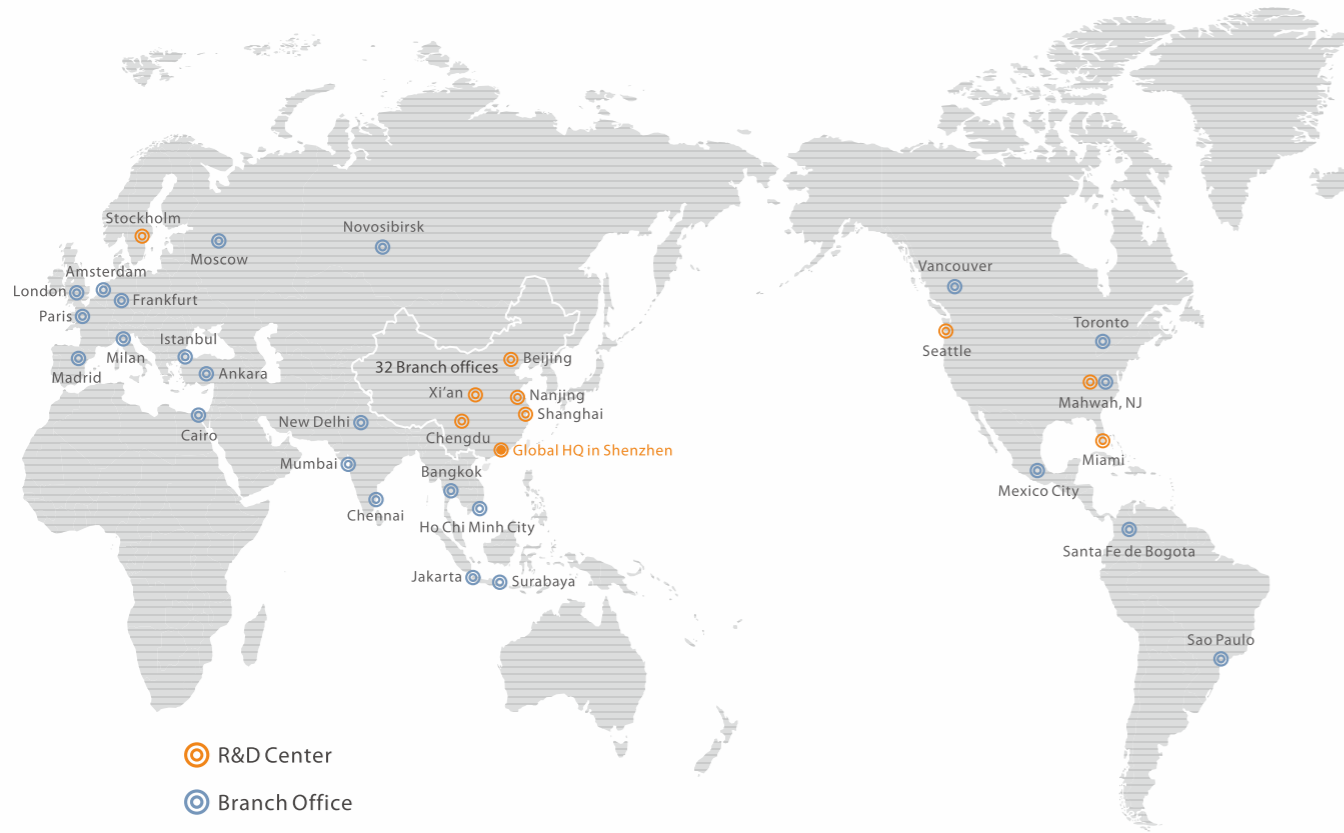 Stockholm
Novosibirsk
Moscow
Vancouver
Amsterdam
London
Frankfurt
Paris
Toronto
Istanbul
Seattle
Milan
Beijing
32 Branch offices
Madrid
Ankara
Xi'an
Nanjing
Mahwah, NJ
Shanghai
New Delhi
Cairo
Chengdu
Global HQ in Shenzhen
Miami
Mumbai
Bangkok
Mexico City
Chennai
Ho Chi Minh City
Santa Fe de Bogota
Jakarta
Surabaya
Sao Paulo
R&D Center
Branch Office